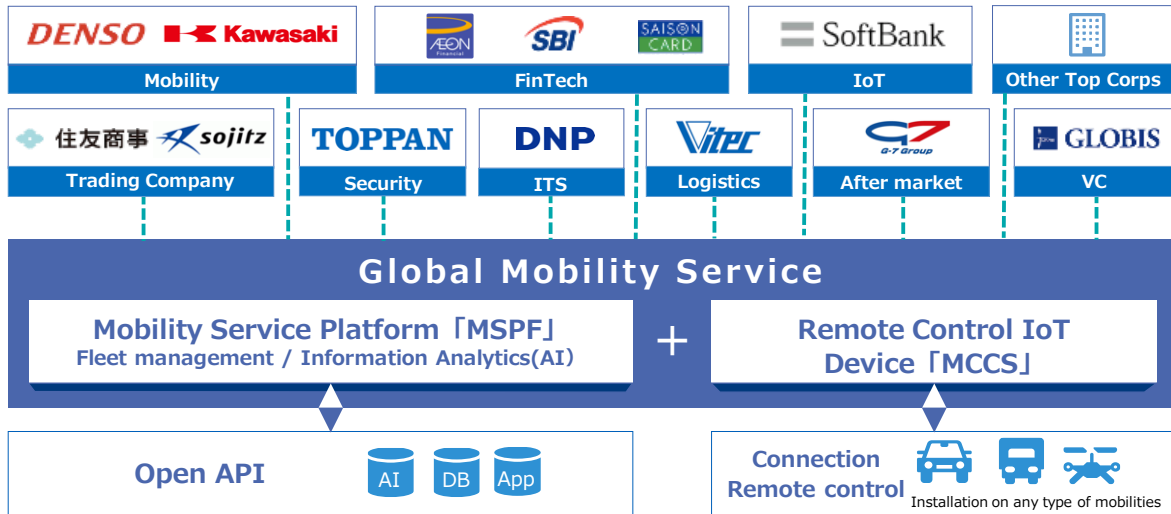 DENSO Kawasaki
Mobility
ÆON
Financial
SBI
SAISON
CARD
FinTech
SoftBank
IoT
Other Top Corps
住友商事 sojitz
Trading Company
TOPPAN
Security
DNP
ITS
Vitec
Logistics
G-7 Group
After market
GLOBIS
VC
Global Mobility Service
Mobility Service Platform「MSPF」
Fleet management / Information Analytics(AI）
+
Remote Control IoT
Device「MCCS」
Open API
AI
DB
App
Connection
Remote control
Installation on any type of mobilities